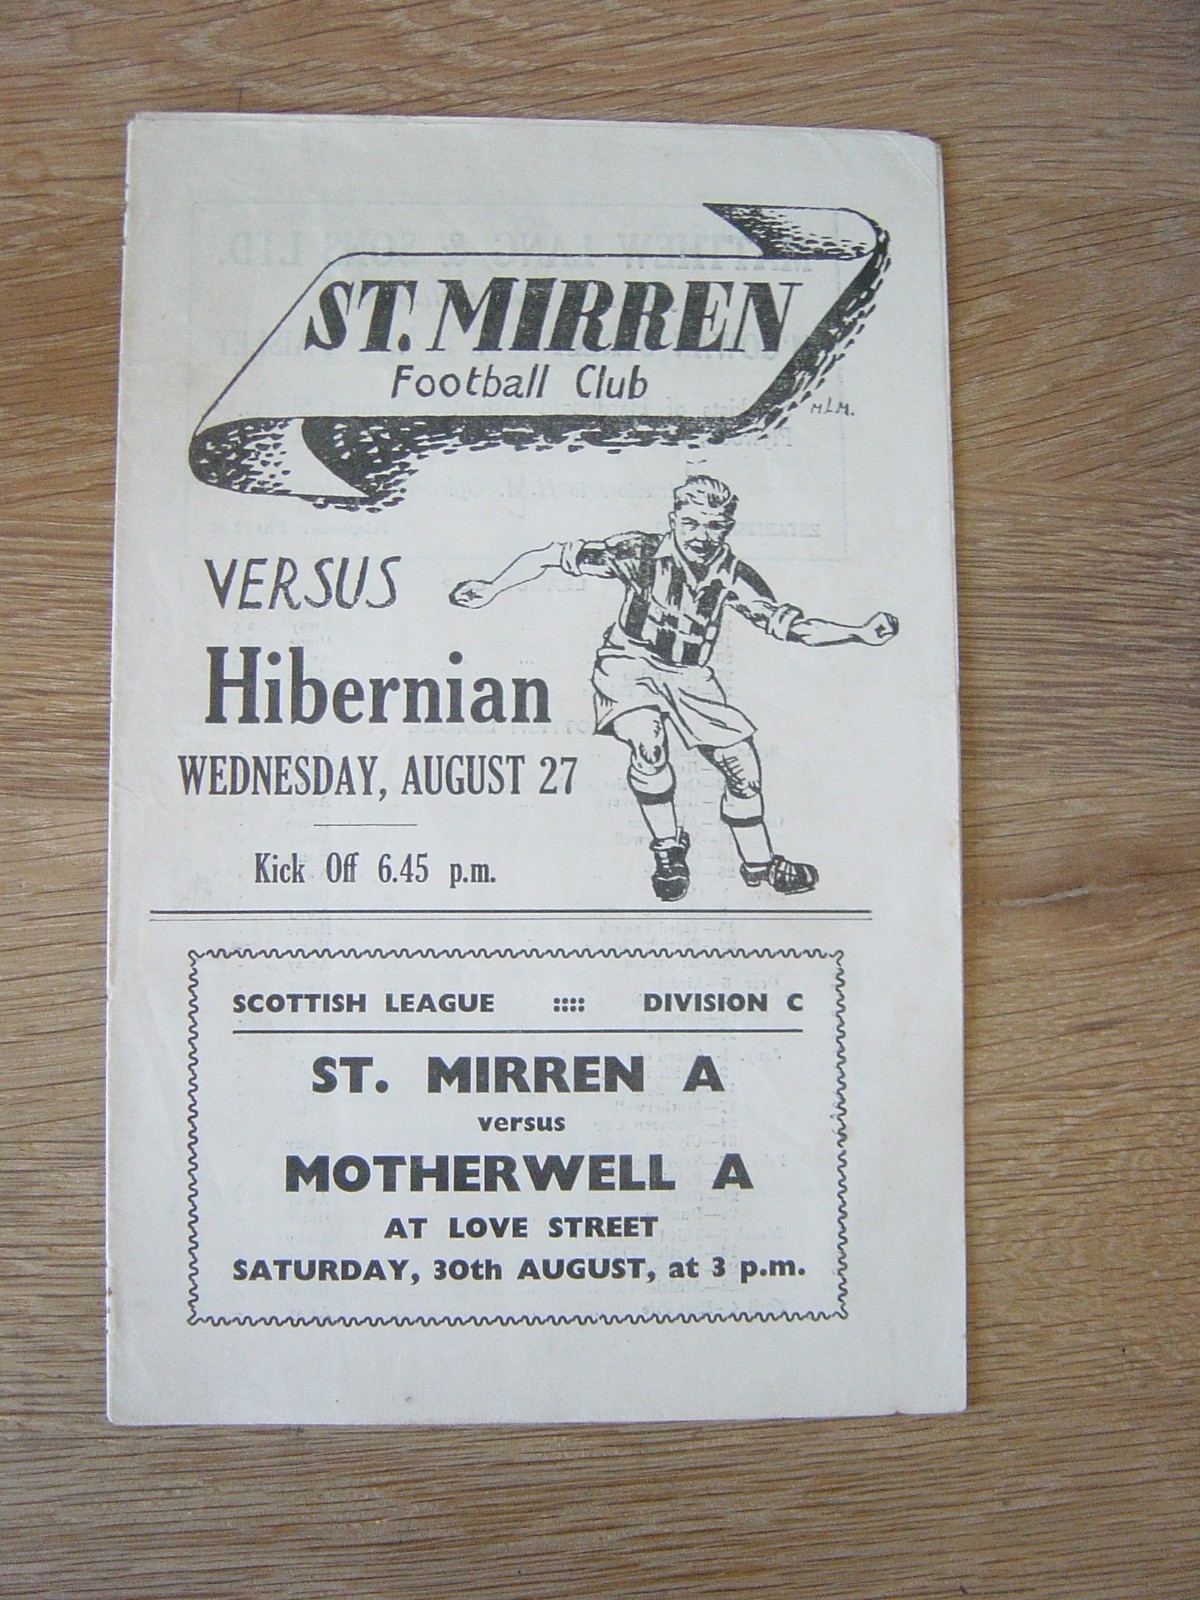 ST. MIRREN
Football Club
M.L.M.
VERSUS
Hibernian
WEDNESDAY, AUGUST 27
Kick Off 6.45 p.m.
SCOTTISH LEAGUE :::: DIVISION C
ST. MIRREN A
versus
MOTHERWELL A
AT LOVE STREET
SATURDAY, 30th AUGUST, at 3 p.m.